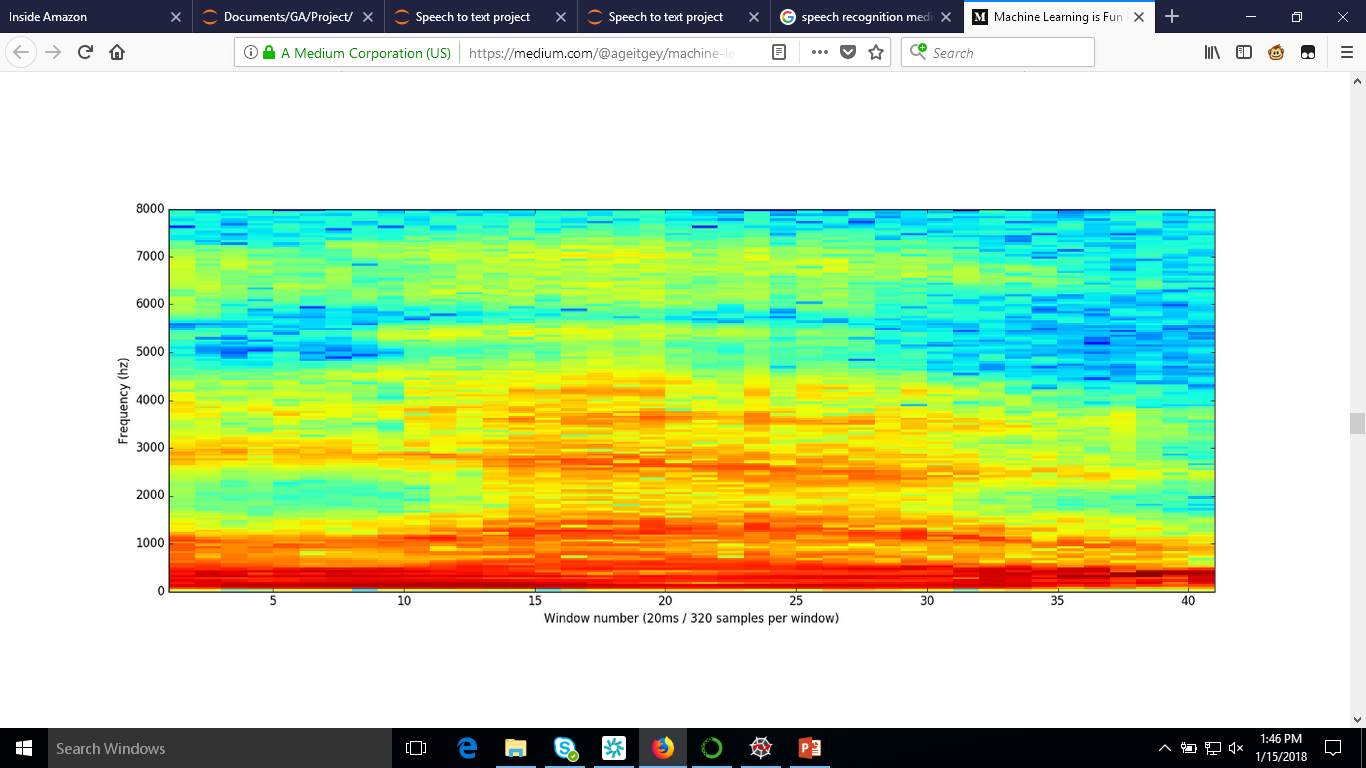 Inside Amazon
Documents/GA/Project/
Speech to text project
Speech to text project
speech recognition medi
M Machine Learning is Fun
A Medium Corporation (US)
https://medium.com/@ageitgey/machine-le
Search
8000
7000
6000
5000
4000
3000
2000
1000
0
Frequency (hz)
5 10 15 20 25 30 35 40
Window number (20ms / 320 samples per window)
Search Windows
1:46 PM
1/15/2018